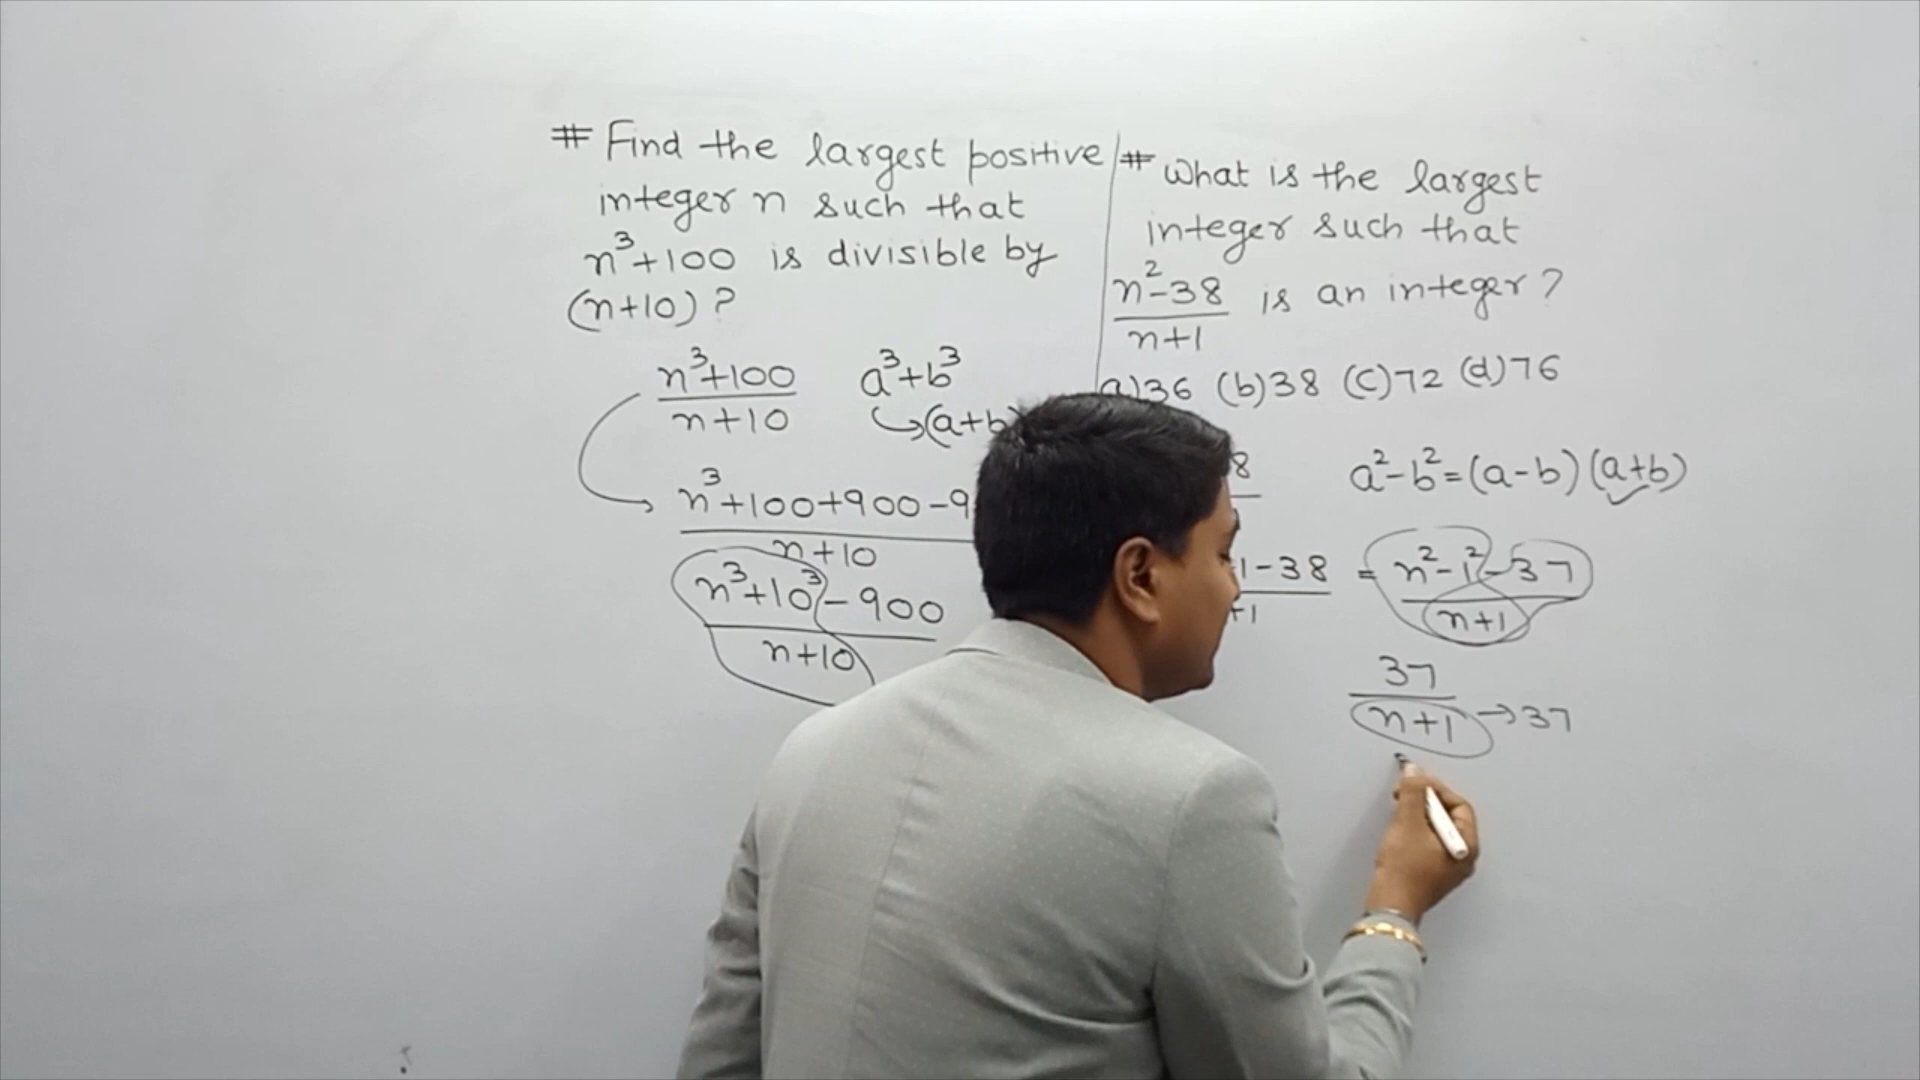 # Find the largest positive
integer n such that
n³+100 is divisible by
(n+10) ?
n³+100
n+10
a³+b³
(a+b)
n³+100+900-9
n+10
n³+10³-900
n+10
# What is the largest
integer such that
n²-38 is an integer ?
n+1
a) 36 (b) 38 (c) 72 (d) 76
8
a²-b²=(a-b)(a+b)
1-38 = n²-1²-37
+1 n+1
37
n+1 → 37